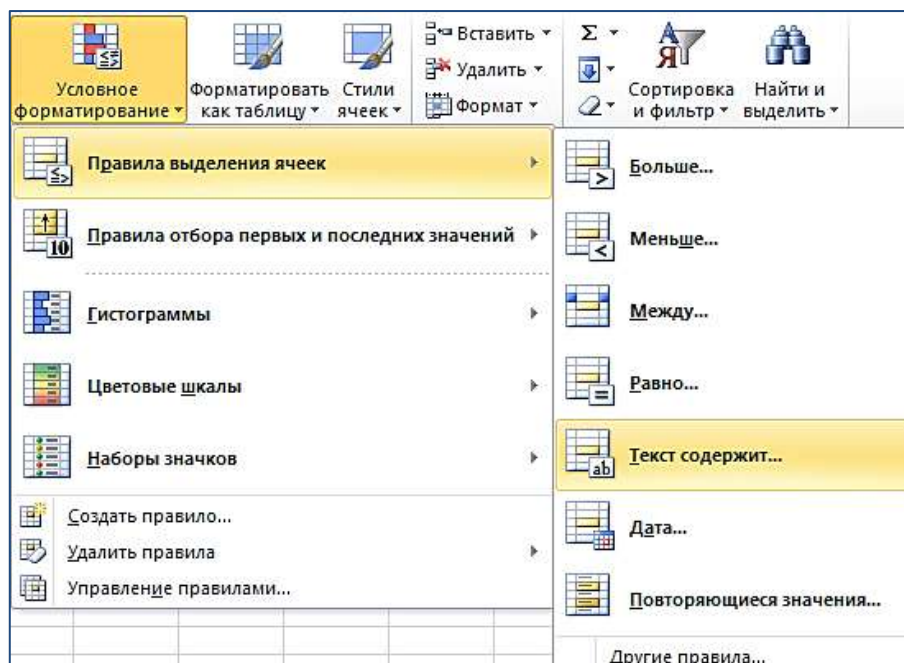 Условное форматирование
Форматировать как таблицу
Стили ячеек
Вставить
Удалить
Формат
Σ
Сортировка и фильтр
Найти и выделить
Правила выделения ячеек
Правила отбора первых и последних значений
Гистограммы
Цветовые шкалы
Наборы значков
Создать правило...
Удалить правила
Управление правилами...
Больше...
Меньше...
Между...
Равно...
Текст содержит...
Дата...
Повторяющиеся значения...
Другие правила...